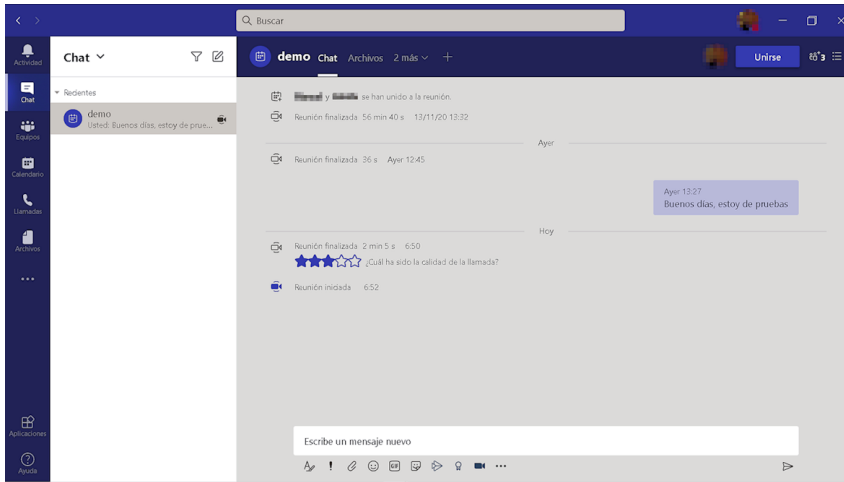 Buscar
Actividad
Chat
Equipos
Calendario
Llamadas
Archivos
Aplicaciones
Ayuda
Chat
Recientes
demo
Usted: Buenos días, estoy de prue...
demo Chat Archivos 2 más
Unirse
3
y se han unido a la reunión.
Reunión finalizada 56 min 40 s 13/11/20 13:32
Ayer
Reunión finalizada 36 s Ayer 12:45
Ayer 13:27
Buenos días, estoy de pruebas
Hoy
Reunión finalizada 2 min 5 s 6:50
¿Cuál ha sido la calidad de la llamada?
Reunión iniciada 6:52
Escribe un mensaje nuevo
GIF